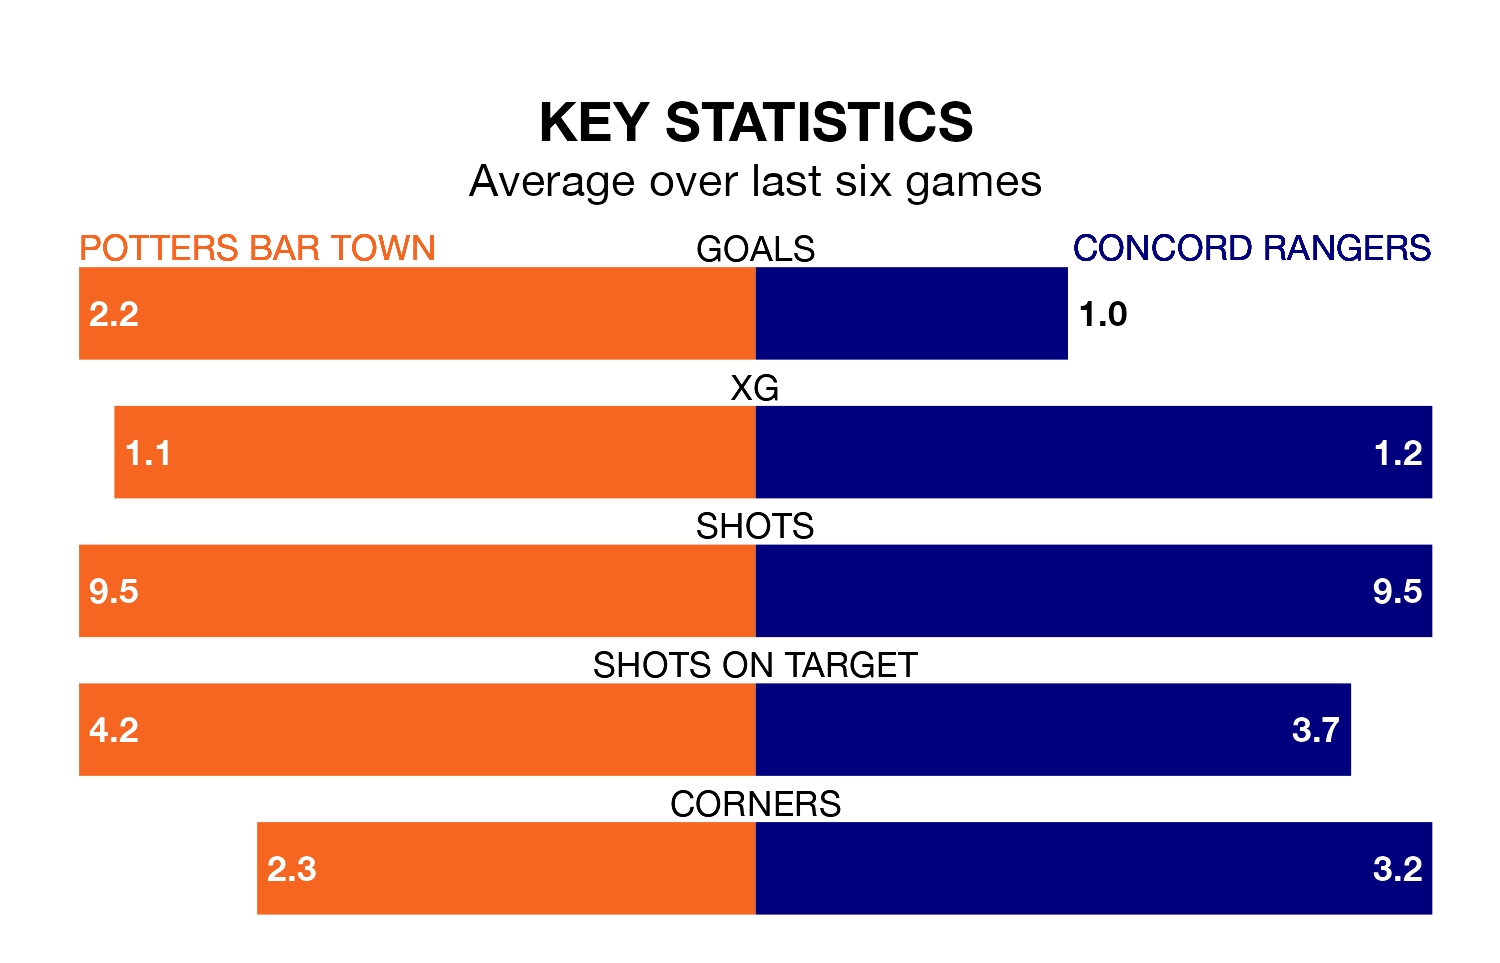 KEY STATISTICS
Average over last six games
POTTERS BAR TOWN GOALS CONCORD RANGERS
2.2 1.0
XG
1.1 1.2
SHOTS
9.5 9.5
SHOTS ON TARGET
4.2 3.7
CORNERS
2.3 3.2